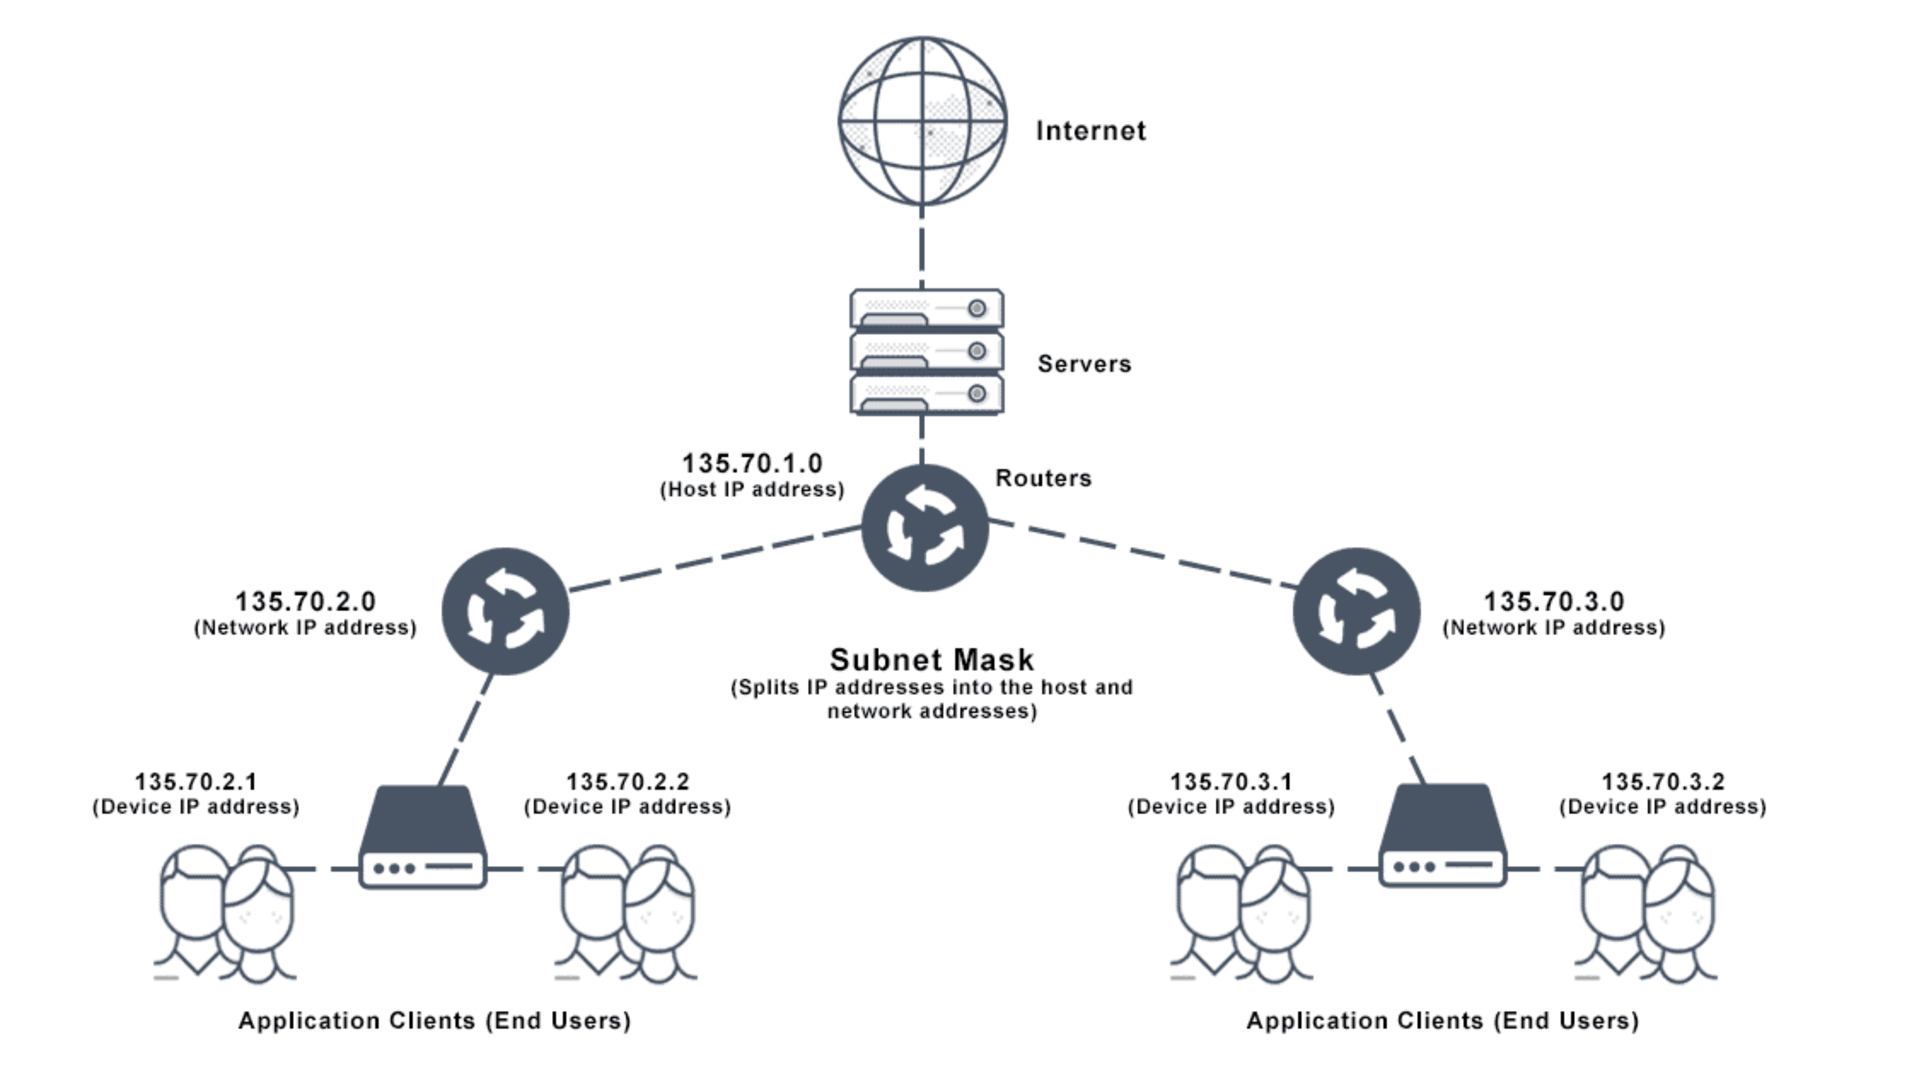 Internet
Servers
135.70.1.0
(Host IP address)
Routers
135.70.2.0
(Network IP address)
135.70.3.0
(Network IP address)
Subnet Mask
(Splits IP addresses into the host and
network addresses)
135.70.2.1
(Device IP address)
135.70.2.2
(Device IP address)
135.70.3.1
(Device IP address)
135.70.3.2
(Device IP address)
Application Clients (End Users)
Application Clients (End Users)